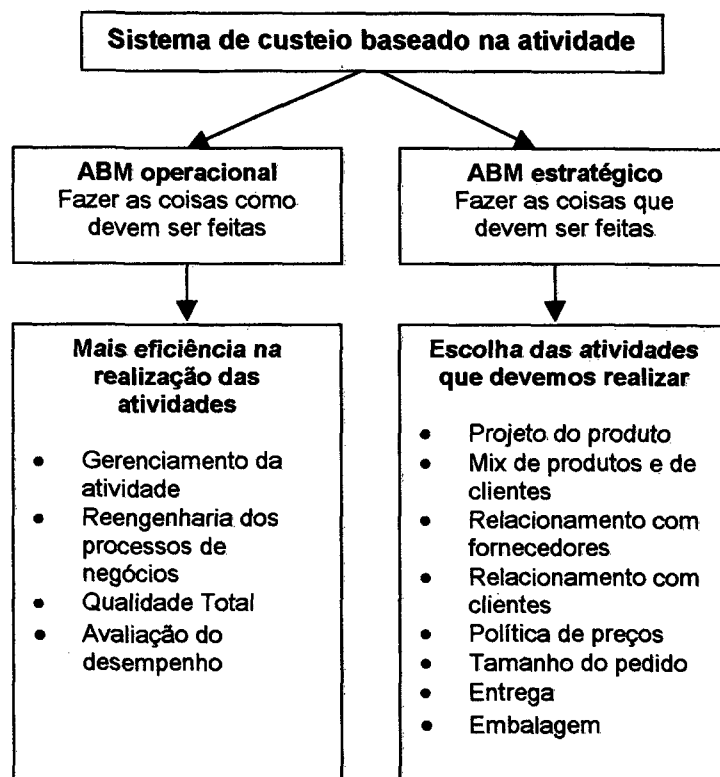 Sistema de custeio baseado na atividade
ABM operacional
Fazer as coisas como
devem ser feitas
ABM estratégico
Fazer as coisas que
devem ser feitas
Mais eficiência na
realização das
atividades
• Gerenciamento da
atividade
• Reengenharia dos
processos de
negócios
• Qualidade Total
• Avaliação do
desempenho
Escolha das atividades
que devemos realizar
• Projeto do produto
• Mix de produtos e de
clientes
• Relacionamento com
fornecedores
• Relacionamento com
clientes
• Política de preços
• Tamanho do pedido
• Entrega
• Embalagem